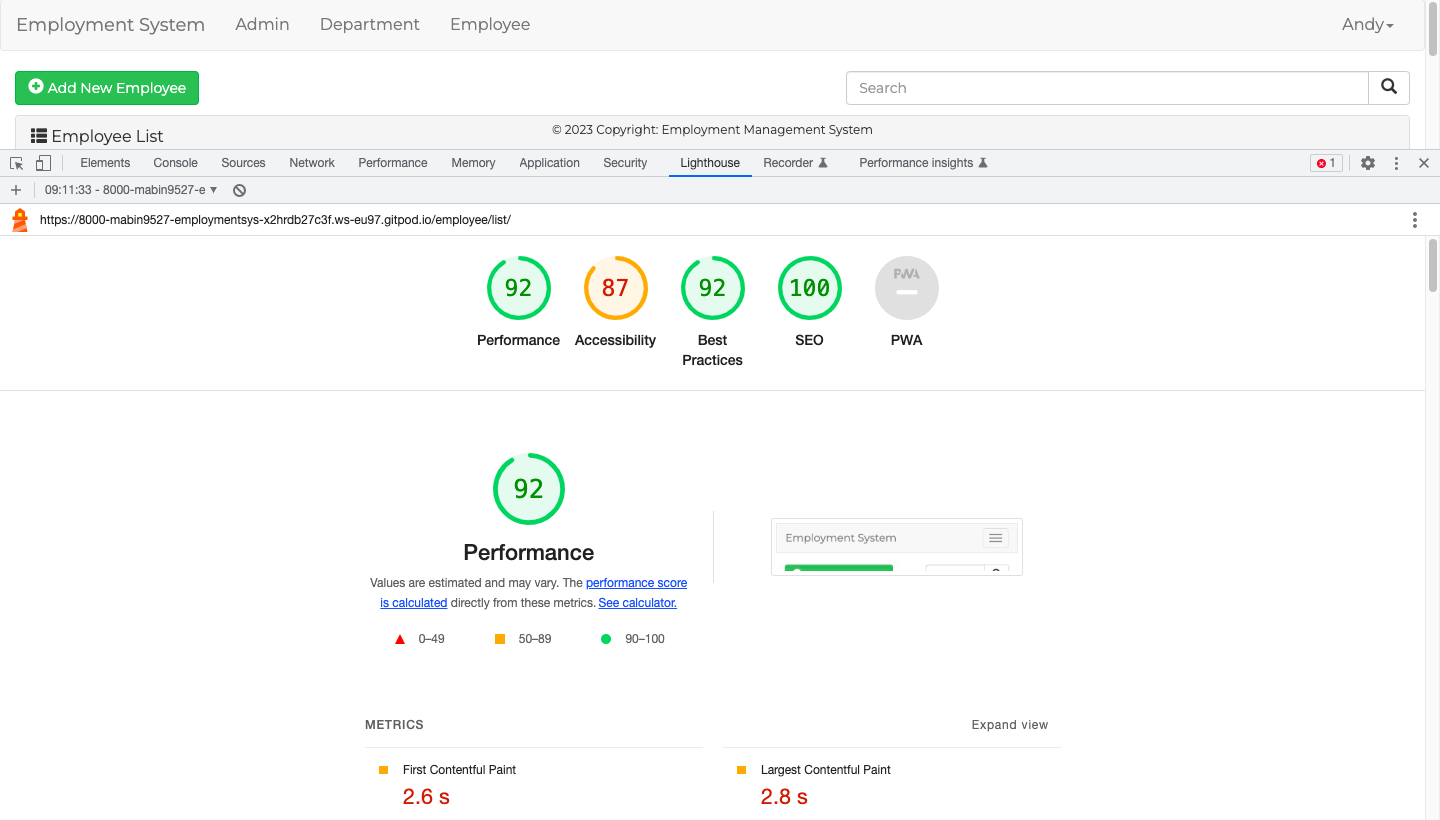 Employment System Admin Department Employee Andy
Add New Employee Search
Employee List © 2023 Copyright: Employment Management System
Elements Console Sources Network Performance Memory Application Security Lighthouse Recorder Performance insights 1
09:11:33 - 8000-mabin9527-e
https://8000-mabin9527-employmentsys-x2hrdb27c3f.ws-eu97.gitpod.io/employee/list/
92 87 92 100 PWA
Performance Accessibility Best Practices SEO PWA
92
Performance
Values are estimated and may vary. The performance score
is calculated directly from these metrics. See calculator.
0–49 50–89 90–100
Employment System
METRICS Expand view
First Contentful Paint Largest Contentful Paint
2.6 s 2.8 s